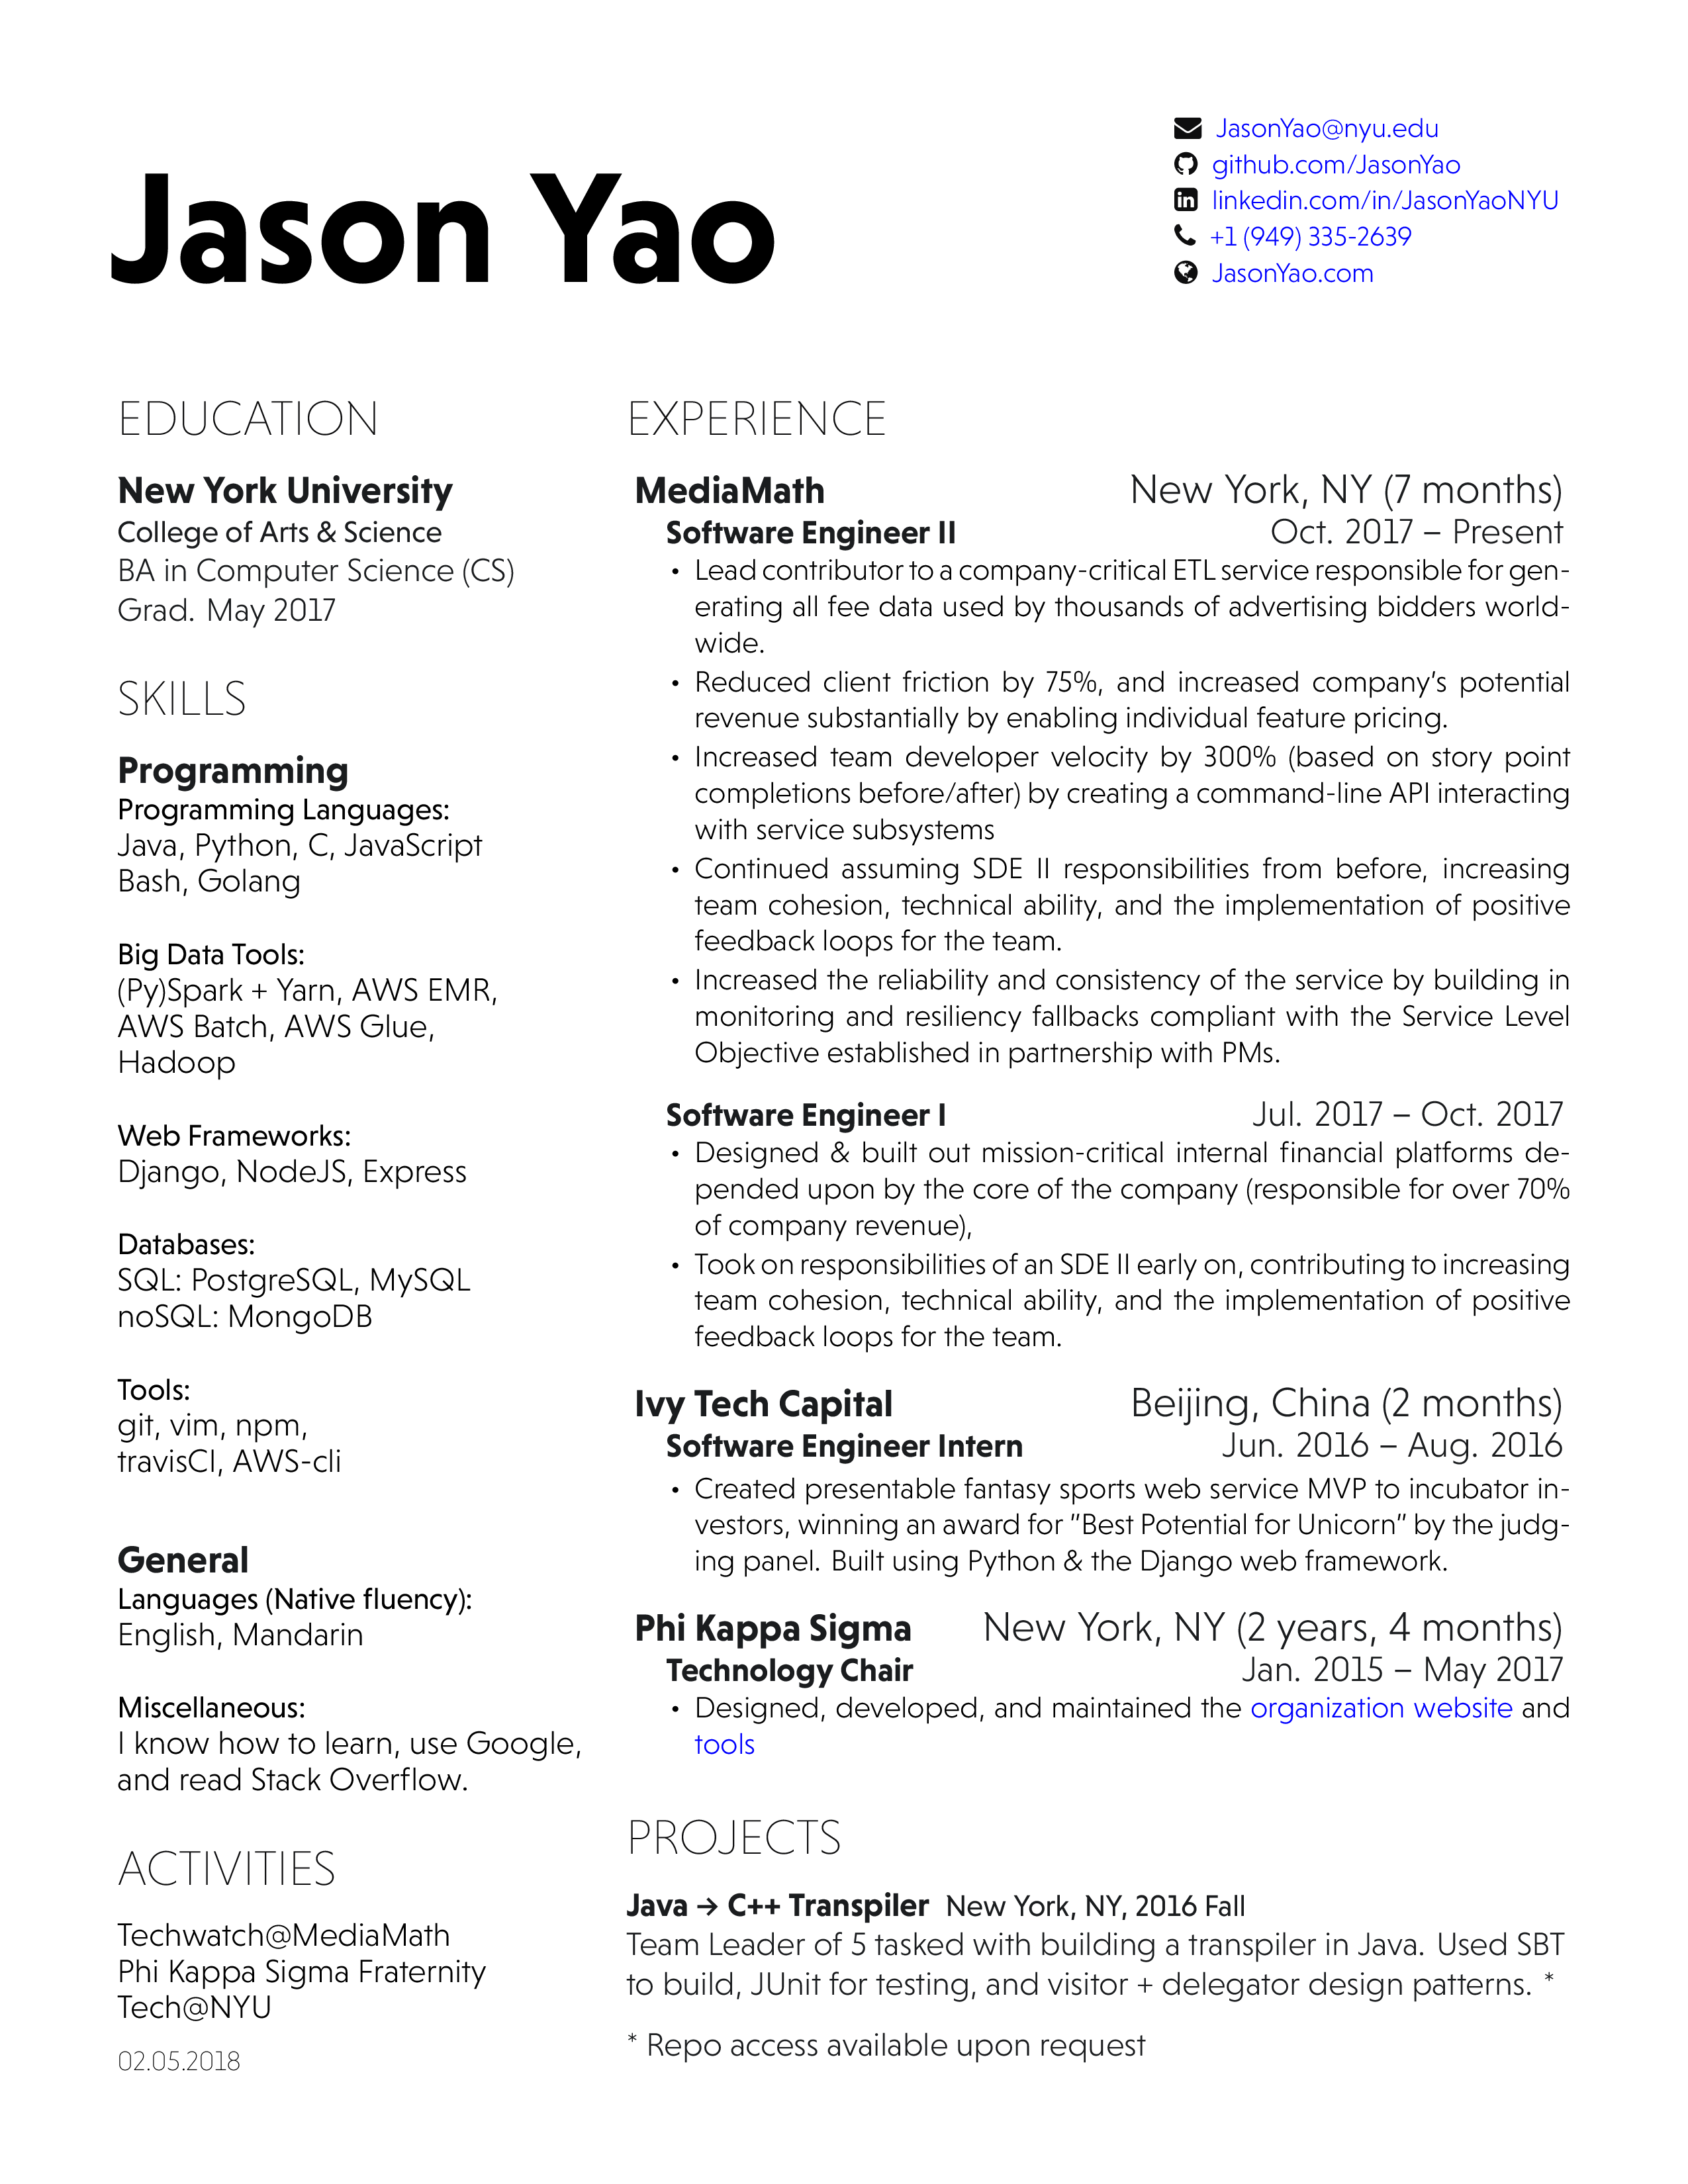 Jason Yao
JasonYao@nyu.edu
github.com/JasonYao
linkedin.com/in/JasonYaoNYU
+1 (949) 335-2639
JasonYao.com
EDUCATION
New York University
College of Arts & Science
BA in Computer Science (CS)
Grad. May 2017
SKILLS
Programming
Programming Languages:
Java, Python, C, JavaScript
Bash, Golang
Big Data Tools:
(Py)Spark + Yarn, AWS EMR,
AWS Batch, AWS Glue,
Hadoop
Web Frameworks:
Django, NodeJS, Express
Databases:
SQL: PostgreSQL, MySQL
noSQL: MongoDB
Tools:
git, vim, npm,
travisCI, AWS-cli
General
Languages (Native fluency):
English, Mandarin
Miscellaneous:
I know how to learn, use Google,
and read Stack Overflow.
ACTIVITIES
Techwatch@MediaMath
Phi Kappa Sigma Fraternity
Tech@NYU
02.05.2018
EXPERIENCE
MediaMath New York, NY (7 months)
Software Engineer II Oct. 2017 – Present
• Lead contributor to a company-critical ETL service responsible for gen-
erating all fee data used by thousands of advertising bidders world-
wide.
• Reduced client friction by 75%, and increased company's potential
revenue substantially by enabling individual feature pricing.
• Increased team developer velocity by 300% (based on story point
completions before/after) by creating a command-line API interacting
with service subsystems
• Continued assuming SDE II responsibilities from before, increasing
team cohesion, technical ability, and the implementation of positive
feedback loops for the team.
• Increased the reliability and consistency of the service by building in
monitoring and resiliency fallbacks compliant with the Service Level
Objective established in partnership with PMs.
Software Engineer I Jul. 2017 – Oct. 2017
• Designed & built out mission-critical internal financial platforms de-
pended upon by the core of the company (responsible for over 70%
of company revenue),
• Took on responsibilities of an SDE II early on, contributing to increasing
team cohesion, technical ability, and the implementation of positive
feedback loops for the team.
Ivy Tech Capital Beijing, China (2 months)
Software Engineer Intern Jun. 2016 – Aug. 2016
• Created presentable fantasy sports web service MVP to incubator in-
vestors, winning an award for "Best Potential for Unicorn" by the judg-
ing panel. Built using Python & the Django web framework.
Phi Kappa Sigma New York, NY (2 years, 4 months)
Technology Chair Jan. 2015 – May 2017
• Designed, developed, and maintained the organization website and
tools
PROJECTS
Java → C++ Transpiler New York, NY, 2016 Fall
Team Leader of 5 tasked with building a transpiler in Java. Used SBT
to build, JUnit for testing, and visitor + delegator design patterns. *
* Repo access available upon request